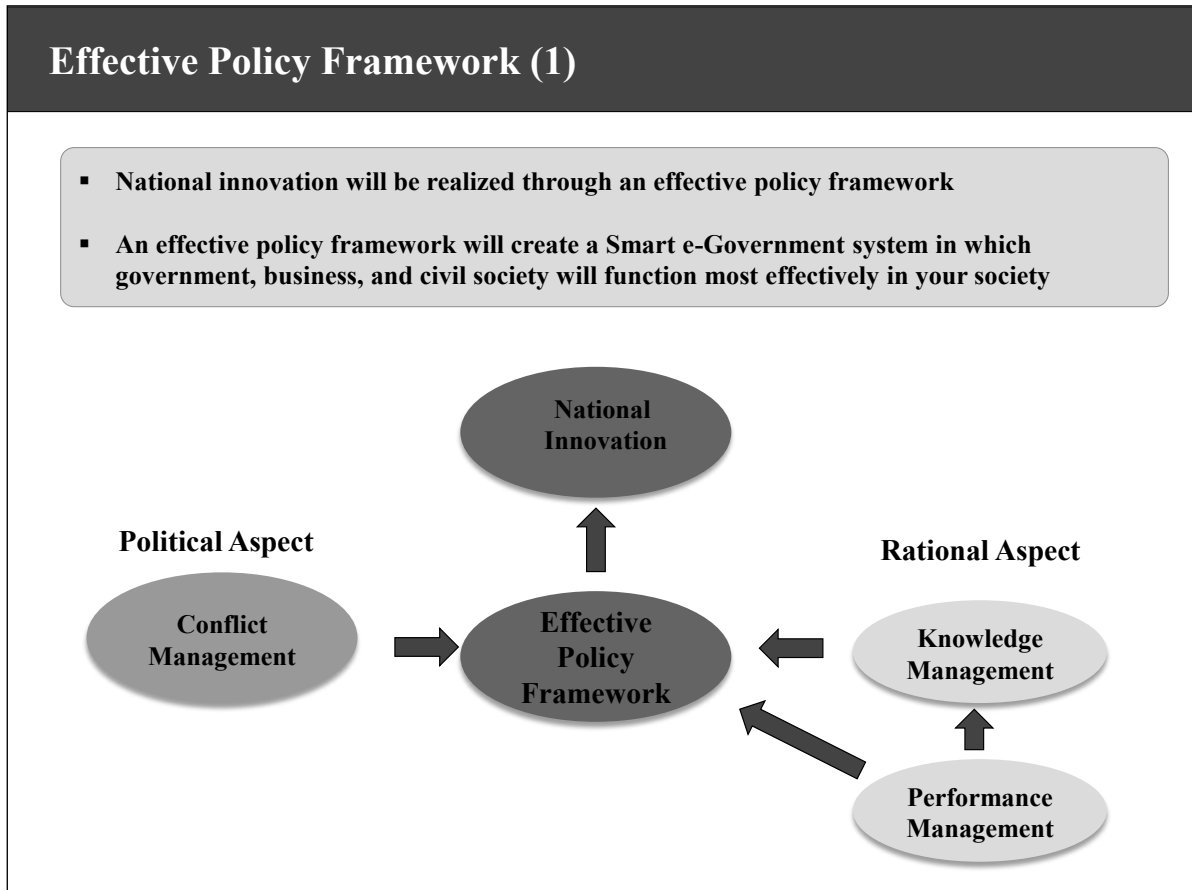 Effective Policy Framework (1)
▪ National innovation will be realized through an effective policy framework
▪ An effective policy framework will create a Smart e-Government system in which
government, business, and civil society will function most effectively in your society
National
Innovation
Political Aspect
Rational Aspect
Conflict
Management
Effective
Policy
Framework
Knowledge
Management
Performance
Management